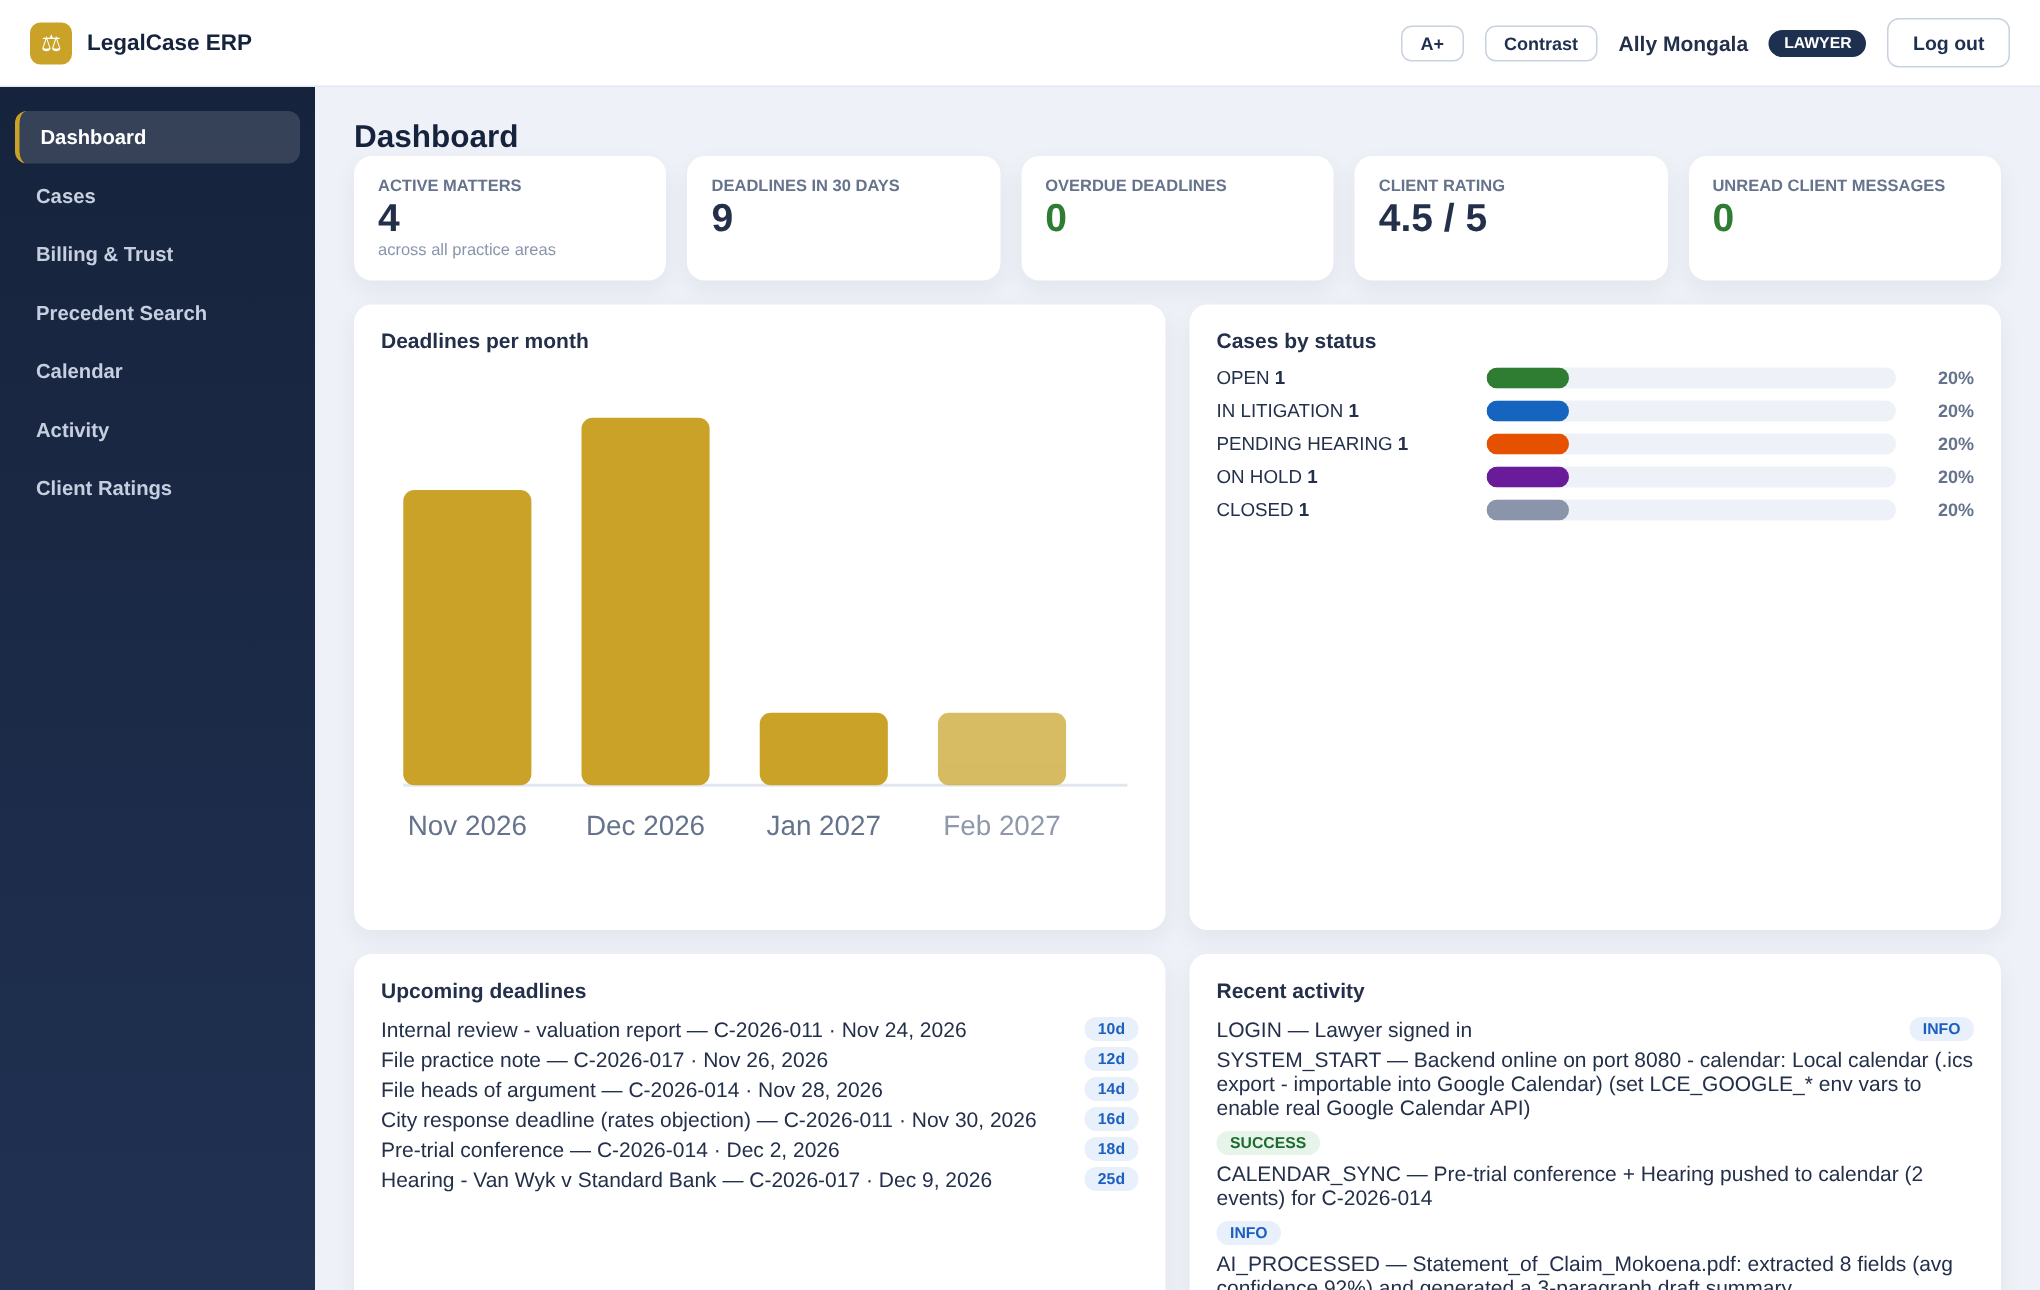 ⚖ LegalCase ERP
A+
Contrast
Ally Mongala
LAWYER
Log out
Dashboard
Cases
Billing & Trust
Precedent Search
Calendar
Activity
Client Ratings
Dashboard
ACTIVE MATTERS
4
across all practice areas
DEADLINES IN 30 DAYS
9
OVERDUE DEADLINES
0
CLIENT RATING
4.5 / 5
UNREAD CLIENT MESSAGES
0
Deadlines per month
Nov 2026
Dec 2026
Jan 2027
Feb 2027
Cases by status
OPEN 1 20%
IN LITIGATION 1 20%
PENDING HEARING 1 20%
ON HOLD 1 20%
CLOSED 1 20%
Upcoming deadlines
Internal review - valuation report — C-2026-011 · Nov 24, 2026 10d
File practice note — C-2026-017 · Nov 26, 2026 12d
File heads of argument — C-2026-014 · Nov 28, 2026 14d
City response deadline (rates objection) — C-2026-011 · Nov 30, 2026 16d
Pre-trial conference — C-2026-014 · Dec 2, 2026 18d
Hearing - Van Wyk v Standard Bank — C-2026-017 · Dec 9, 2026 25d
Recent activity
LOGIN — Lawyer signed in INFO
SYSTEM_START — Backend online on port 8080 - calendar: Local calendar (.ics
export - importable into Google Calendar) (set LCE_GOOGLE_* env vars to
enable real Google Calendar API)
SUCCESS
CALENDAR_SYNC — Pre-trial conference + Hearing pushed to calendar (2
events) for C-2026-014
INFO
AI_PROCESSED — Statement_of_Claim_Mokoena.pdf: extracted 8 fields (avg
confidence 92%) and generated a 3-paragraph draft summary